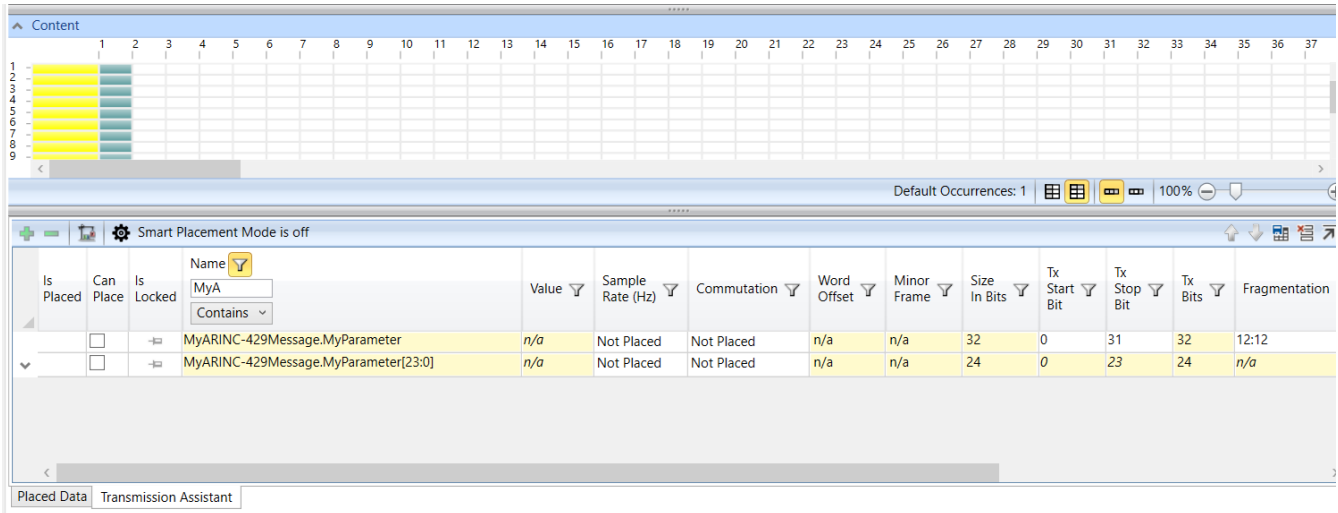 Content
1 2 3 4 5 6 7 8 9 10 11 12 13 14 15 16 17 18 19 20 21 22 23 24 25 26 27 28 29 30 31 32 33 34 35 36 37
1
2
3
4
5
6
7
8
9
Default Occurrences: 1 100%
Smart Placement Mode is off
Is Placed Can Place Is Locked Name MyA Contains Value Sample Rate (Hz) Commutation Word Offset Minor Frame Size In Bits Tx Start Bit Tx Stop Bit Tx Bits Fragmentation
MyARINC-429Message.MyParameter n/a Not Placed Not Placed n/a n/a 32 0 31 32 12:12
MyARINC-429Message.MyParameter[23:0] n/a Not Placed Not Placed n/a n/a 24 0 23 24 n/a
Placed Data Transmission Assistant